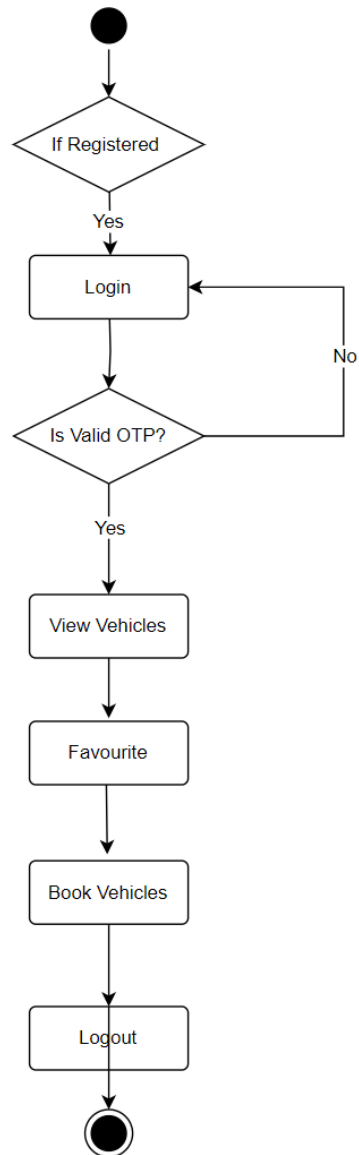 If Registered
Yes
Login
No
Is Valid OTP?
Yes
View Vehicles
Favourite
Book Vehicles
Logout